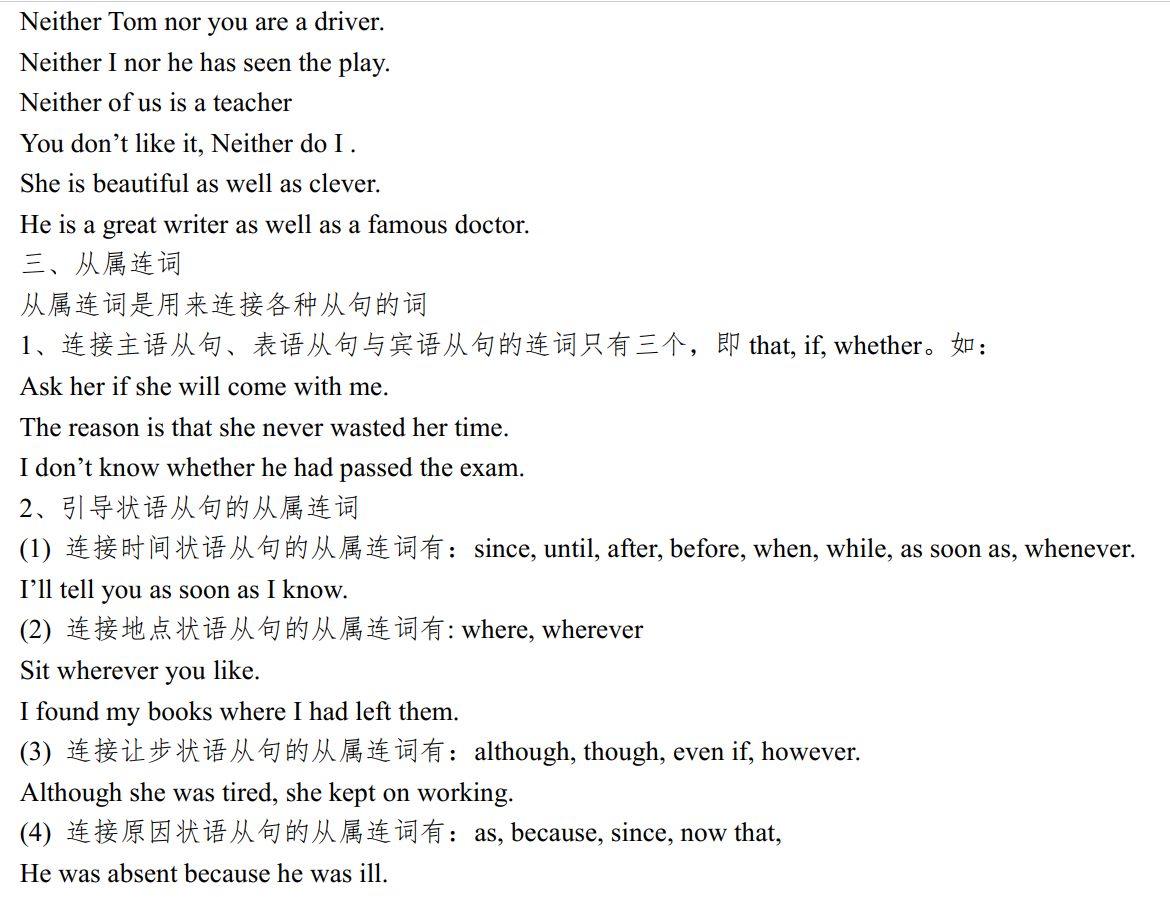 Neither Tom nor you are a driver.
Neither I nor he has seen the play.
Neither of us is a teacher
You don’t like it, Neither do I .
She is beautiful as well as clever.
He is a great writer as well as a famous doctor.
三、从属连词
从属连词是用来连接各种从句的词
1、连接主语从句、表语从句与宾语从句的连词只有三个，即 that, if, whether。如：
Ask her if she will come with me.
The reason is that she never wasted her time.
I don’t know whether he had passed the exam.
2、引导状语从句的从属连词
(1) 连接时间状语从句的从属连词有：since, until, after, before, when, while, as soon as, whenever.
I’ll tell you as soon as I know.
(2) 连接地点状语从句的从属连词有: where, wherever
Sit wherever you like.
I found my books where I had left them.
(3) 连接让步状语从句的从属连词有：although, though, even if, however.
Although she was tired, she kept on working.
(4) 连接原因状语从句的从属连词有：as, because, since, now that,
He was absent because he was ill.